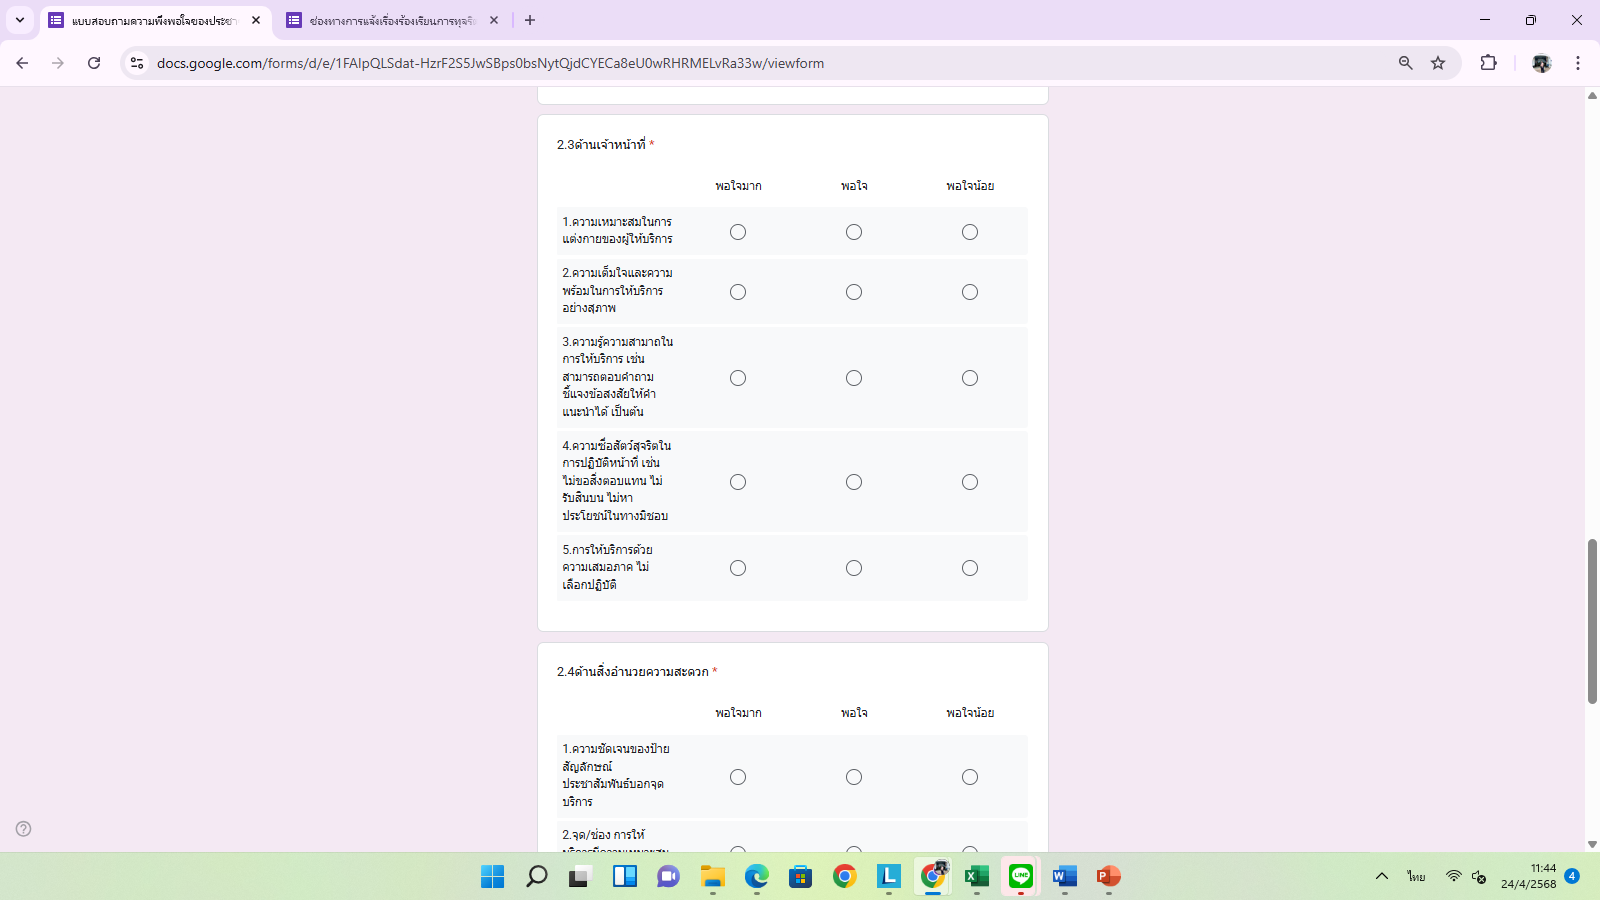 แบบสอบถามความพึงพอใจของประชา
ช่องทางการแจ้งเรื่องร้องเรียนการทุจริต
docs.google.com/forms/d/e/1FAIpQLSdat-HzrF2S5JwSBps0bsNytQjdCYECa8eU0wRHRMELvRa33w/viewform
2.3ด้านเจ้าหน้าที่ *
พอใจมาก พอใจ พอใจน้อย
1.ความเหมาะสมในการ
แต่งกายของผู้ให้บริการ
2.ความเต็มใจและความ
พร้อมในการให้บริการ
อย่างสุภาพ
3.ความรู้ความสามาถใน
การให้บริการ เช่น
สามารถตอบคำถาม
ชี้แจงข้อสงสัยให้คำ
แนะนำได้ เป็นต้น
4.ความซื่อสัตว์สุจริตใน
การปฏิบัติหน้าที่ เช่น
ไม่ขอสิ่งตอบแทน ไม่
รับสินบน ไม่หา
ประโยชน์ในทางมิชอบ
5.การให้บริการด้วย
ความเสมอภาค ไม่
เลือกปฏิบัติ
2.4ด้านสิ่งอำนวยความสะดวก *
พอใจมาก พอใจ พอใจน้อย
1.ความชัดเจนของป้าย
สัญลักษณ์
ประชาสัมพันธ์บอกจุด
บริการ
2.จุด/ช่อง การให้
บริการมีความเหมาะสม
ไทย
11:44
24/4/2568
4